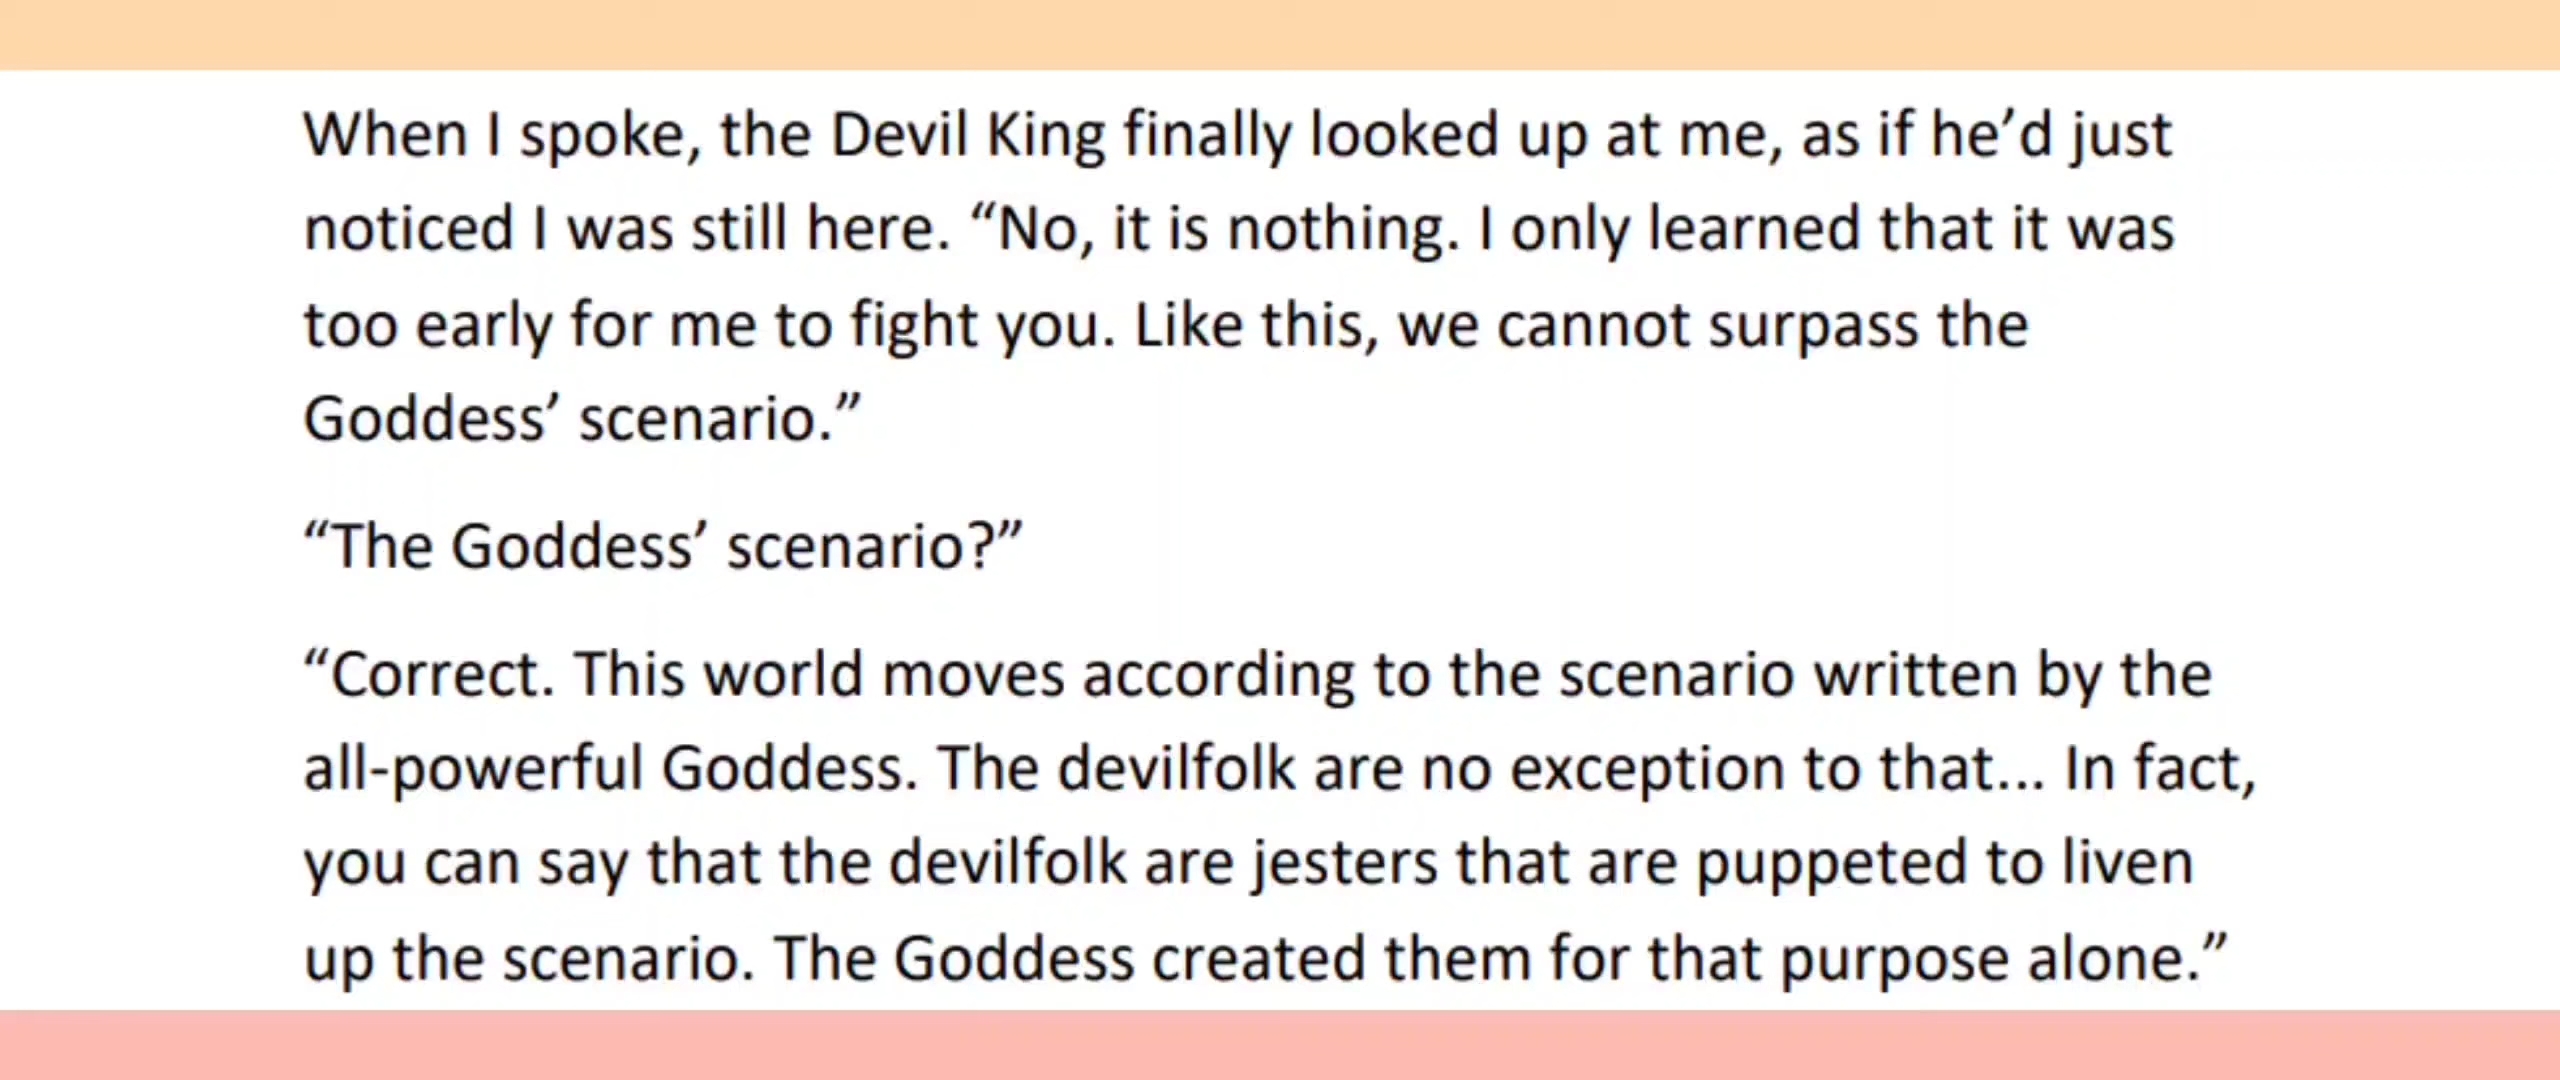 When I spoke, the Devil King finally looked up at me, as if he’d just
noticed I was still here. “No, it is nothing. I only learned that it was
too early for me to fight you. Like this, we cannot surpass the
Goddess’ scenario.”
“The Goddess’ scenario?”
“Correct. This world moves according to the scenario written by the
all-powerful Goddess. The devilfolk are no exception to that... In fact,
you can say that the devilfolk are jesters that are puppeted to liven
up the scenario. The Goddess created them for that purpose alone.”